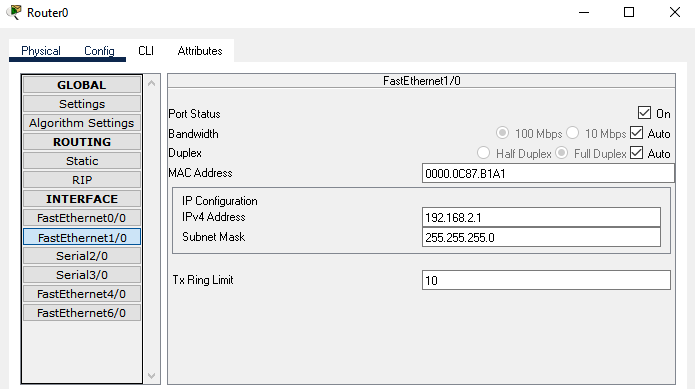 Router0
Physical Config CLI Attributes
GLOBAL
Settings
Algorithm Settings
ROUTING
Static
RIP
INTERFACE
FastEthernet0/0
FastEthernet1/0
Serial2/0
Serial3/0
FastEthernet4/0
FastEthernet6/0
FastEthernet1/0
Port Status On
Bandwidth 100 Mbps 10 Mbps Auto
Duplex Half Duplex Full Duplex Auto
MAC Address 0000.0C87.B1A1
IP Configuration
IPv4 Address 192.168.2.1
Subnet Mask 255.255.255.0
Tx Ring Limit 10